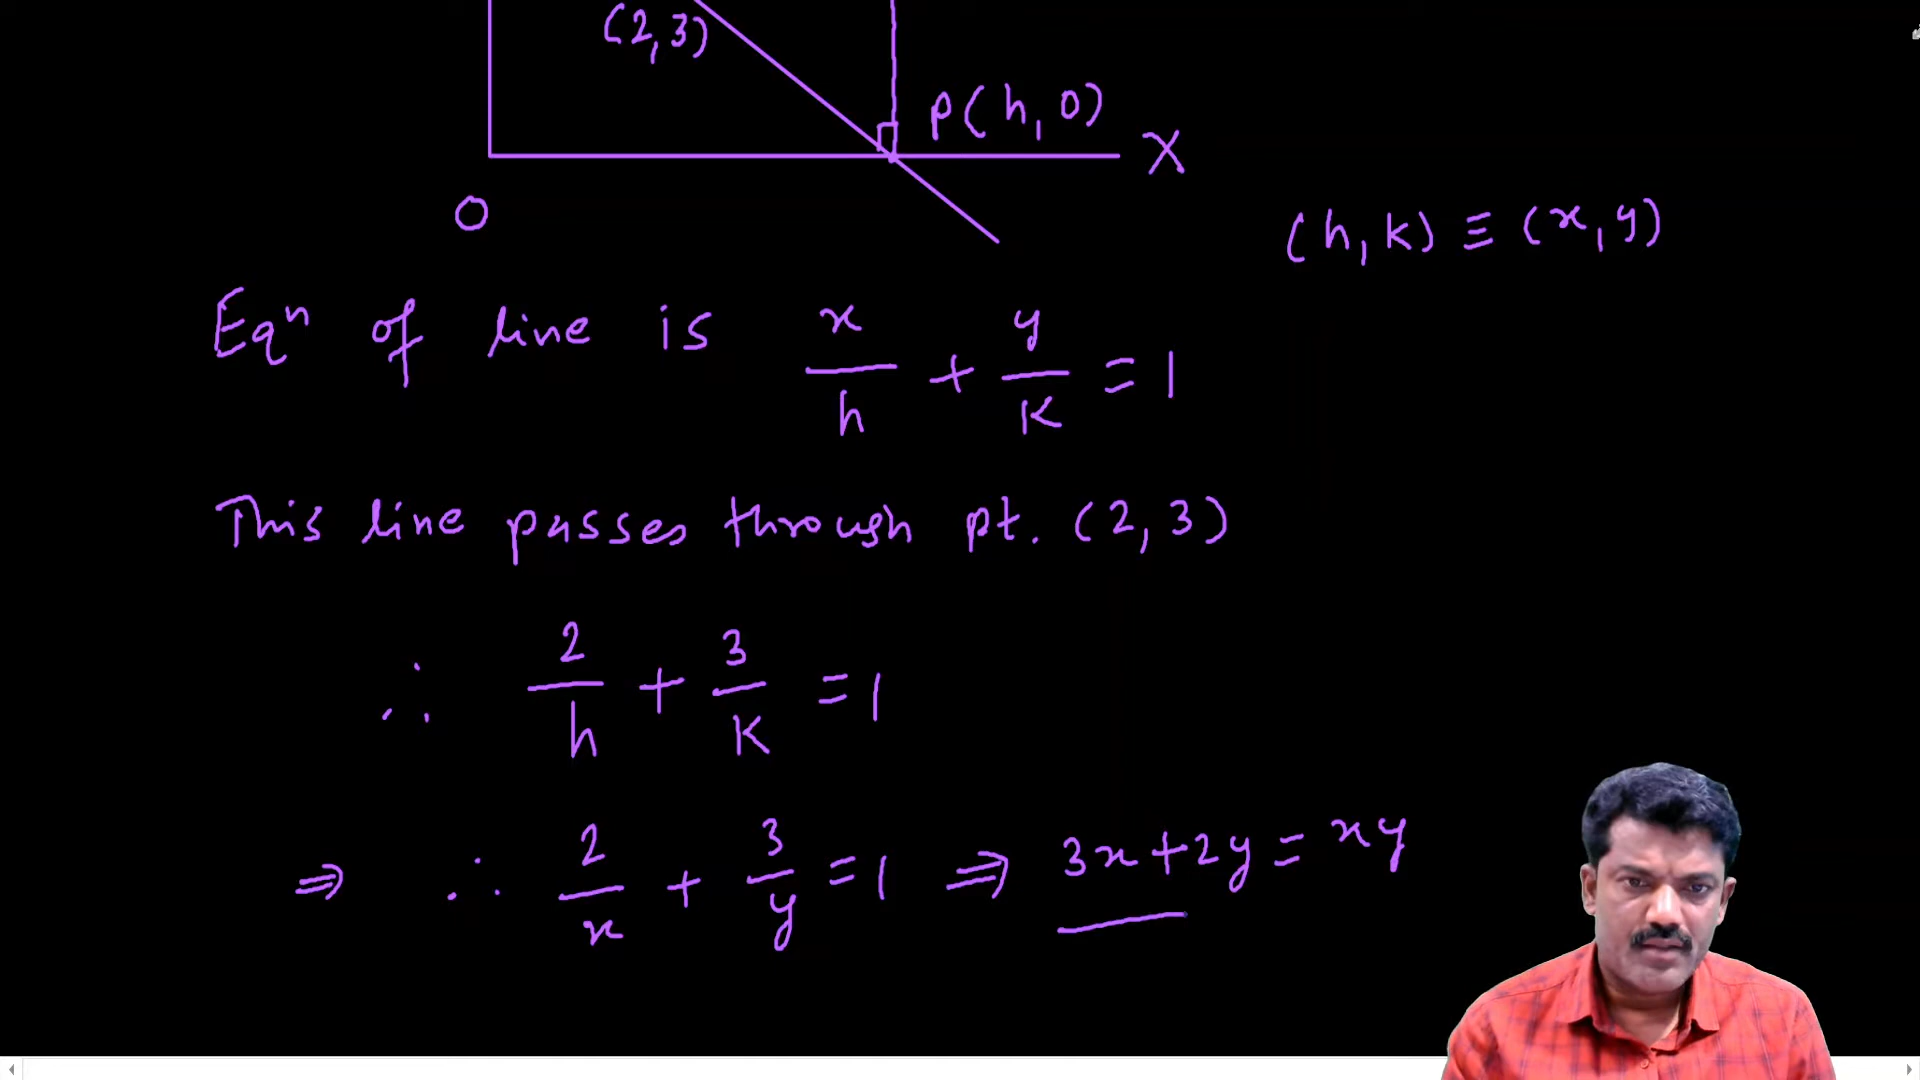 (2,3)
P(h,0)
X
O
(h,k) ≡ (x,y)
Eqⁿ of line is x/h + y/k = 1
This line passes through pt. (2,3)
∴ 2/h + 3/k = 1
⇒ ∴ 2/x + 3/y = 1 ⇒ 3x+2y = xy